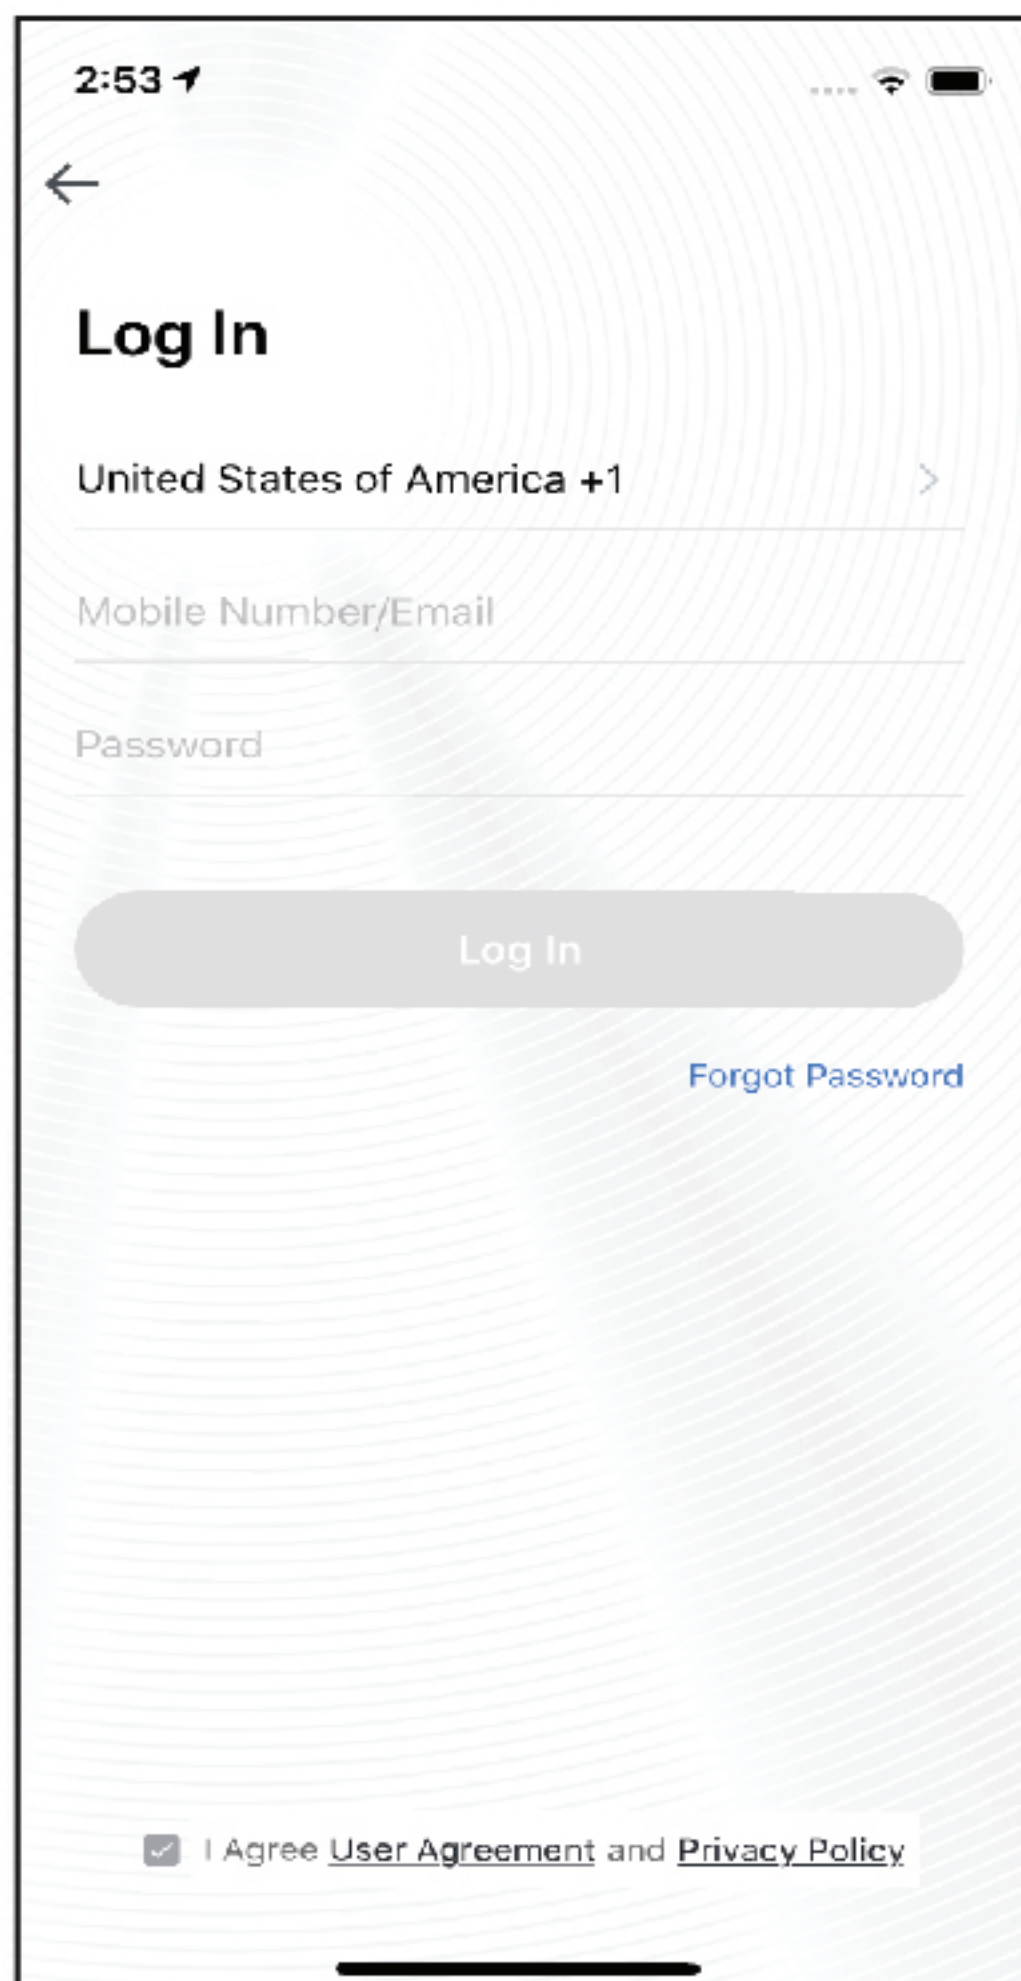 2:53
Log In
United States of America +1
Mobile Number/Email
Password
Log In
Forgot Password
I Agree User Agreement and Privacy Policy